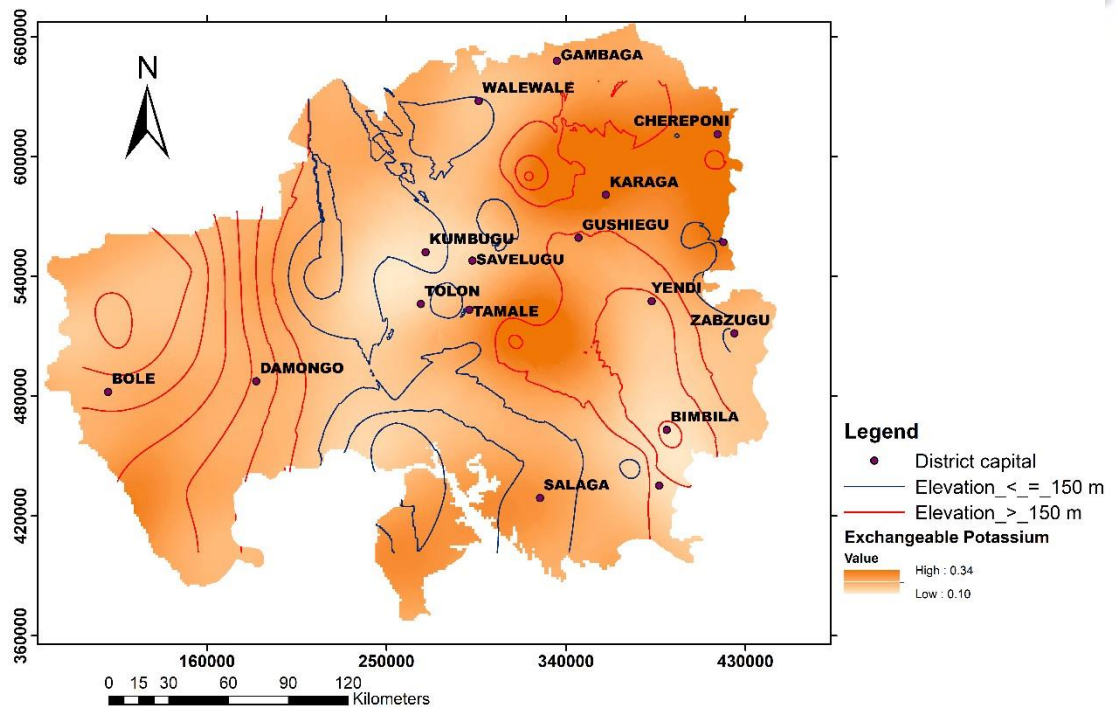 660000
600000
540000
480000
420000
360000
N
GAMBAGA
WALEWALE
CHEREPONI
KARAGA
GUSHIEGU
KUMBUGU
SAVELUGU
TOLON
YENDI
TAMALE
ZABZUGU
DAMONGO
BOLE
BIMBILA
SALAGA
160000 250000 340000 430000
0 15 30 60 90 120
Kilometers
Legend
District capital
Elevation_<_=_150 m
Elevation_>_150 m
Exchangeable Potassium
Value
High : 0.34
Low : 0.10